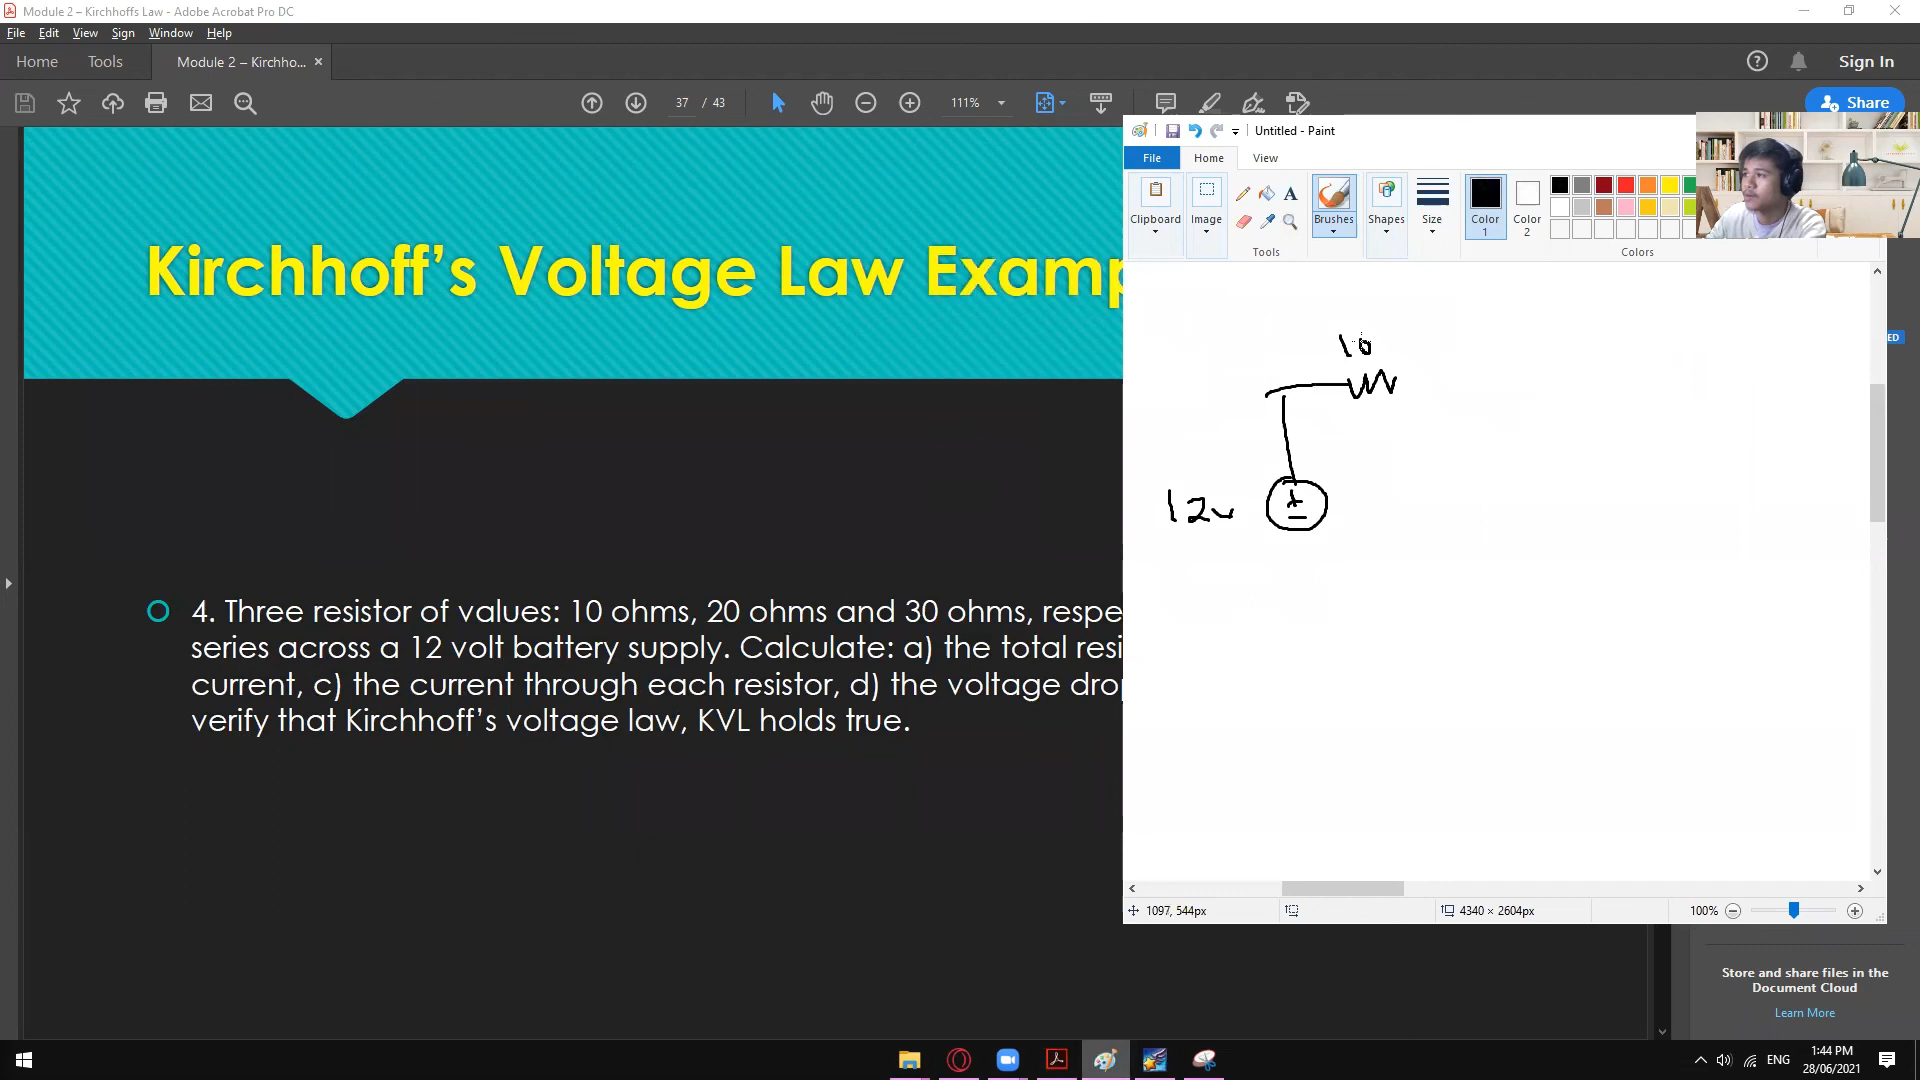 Module 2 – Kirchhoffs Law - Adobe Acrobat Pro DC
File Edit View Sign Window Help
Home Tools Module 2 – Kirchho... × Sign In
37 / 43 111% Share
Untitled - Paint
File Home View
Clipboard Image Brushes Shapes Size Color 1 Color 2
Tools Colors
Kirchhoff's Voltage Law Examp
10
12v
4. Three resistor of values: 10 ohms, 20 ohms and 30 ohms, respe
series across a 12 volt battery supply. Calculate: a) the total resi
current, c) the current through each resistor, d) the voltage drop
verify that Kirchhoff's voltage law, KVL holds true.
1097, 544px 4340 × 2604px 100%
Store and share files in the
Document Cloud
Learn More
ENG 1:44 PM
28/06/2021